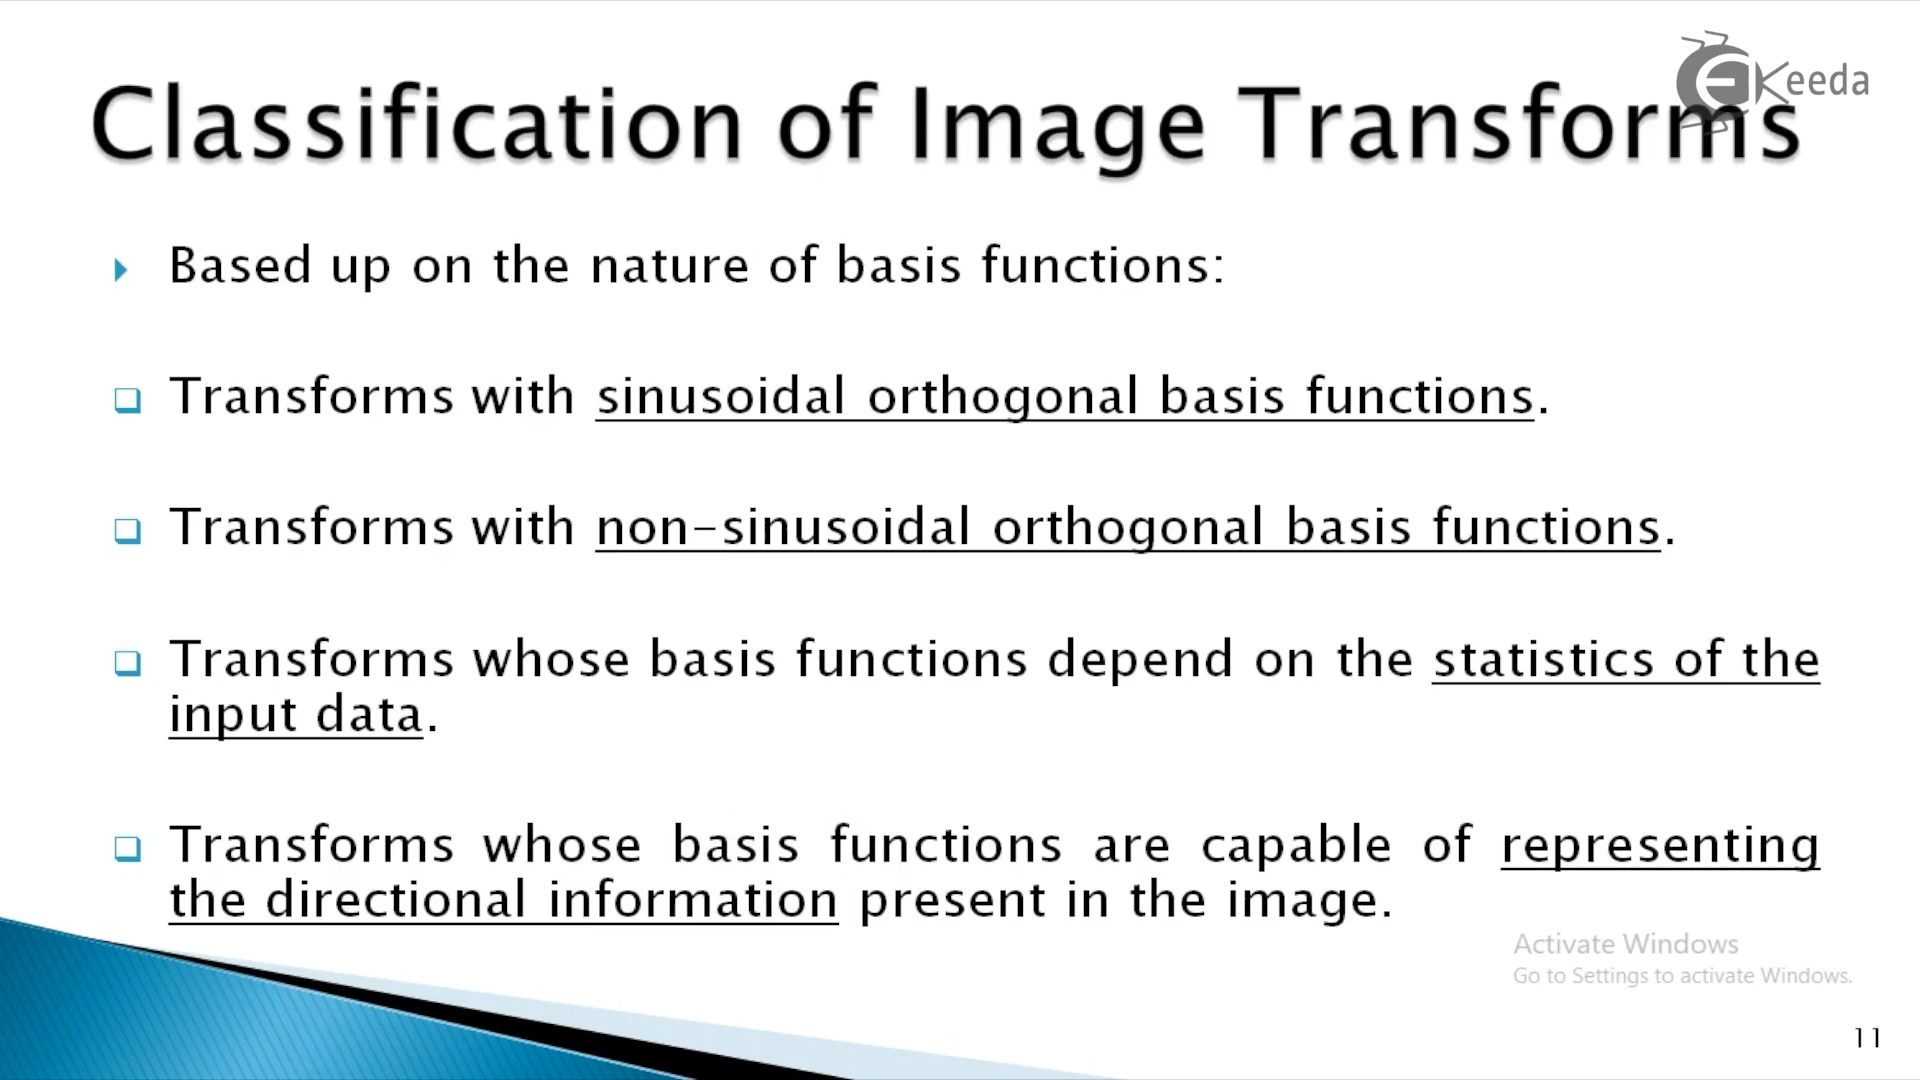 EKeeda
Classification of Image Transforms
Based up on the nature of basis functions:
Transforms with sinusoidal orthogonal basis functions.
Transforms with non-sinusoidal orthogonal basis functions.
Transforms whose basis functions depend on the statistics of the
input data.
Transforms whose basis functions are capable of representing
the directional information present in the image.
Activate Windows
Go to Settings to activate Windows.
11